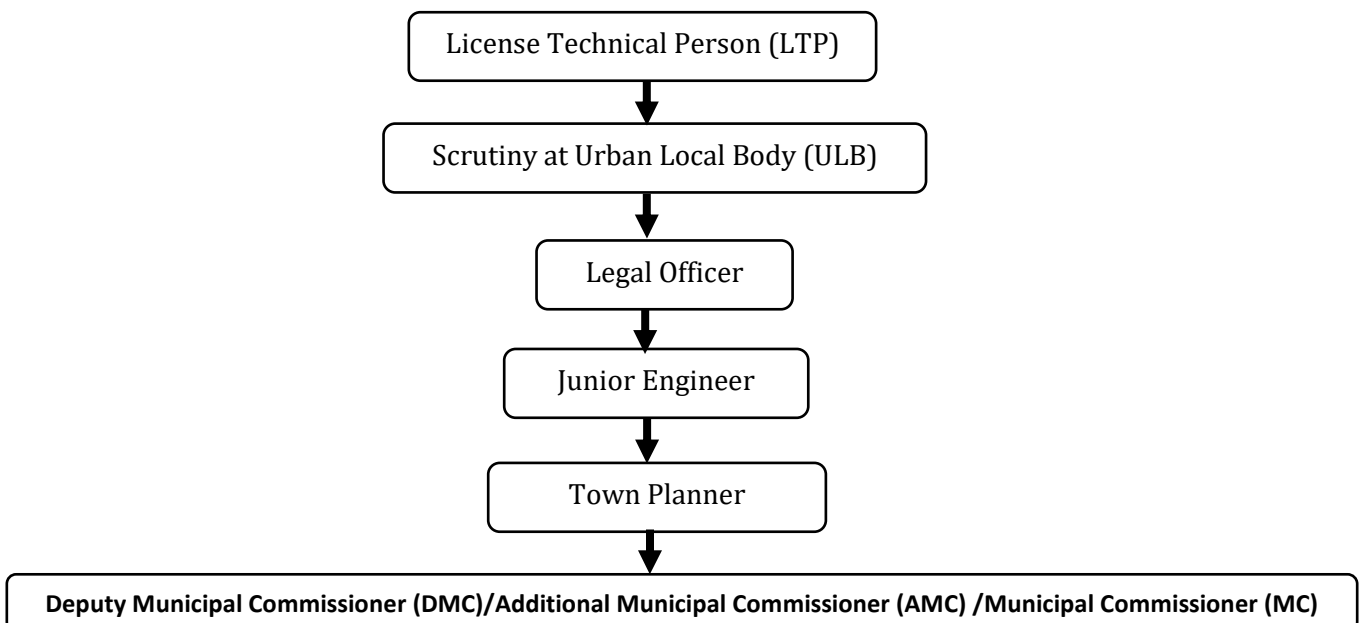 License Technical Person (LTP)
Scrutiny at Urban Local Body (ULB)
Legal Officer
Junior Engineer
Town Planner
Deputy Municipal Commissioner (DMC)/Additional Municipal Commissioner (AMC) /Municipal Commissioner (MC)